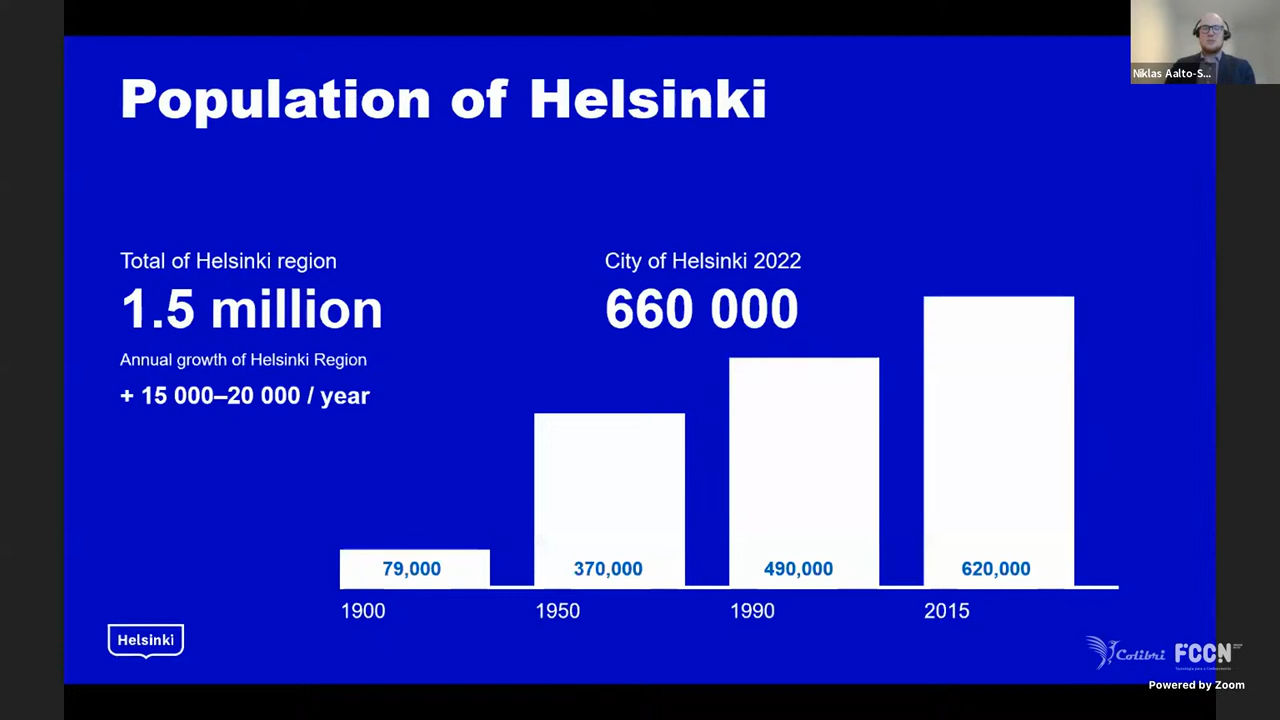 Population of Helsinki
Niklas Aalto-S...
Total of Helsinki region
1.5 million
Annual growth of Helsinki Region
+ 15 000–20 000 / year
City of Helsinki 2022
660 000
79,000
370,000
490,000
620,000
1900
1950
1990
2015
Helsinki
Colibri
FCCN
Powered by Zoom